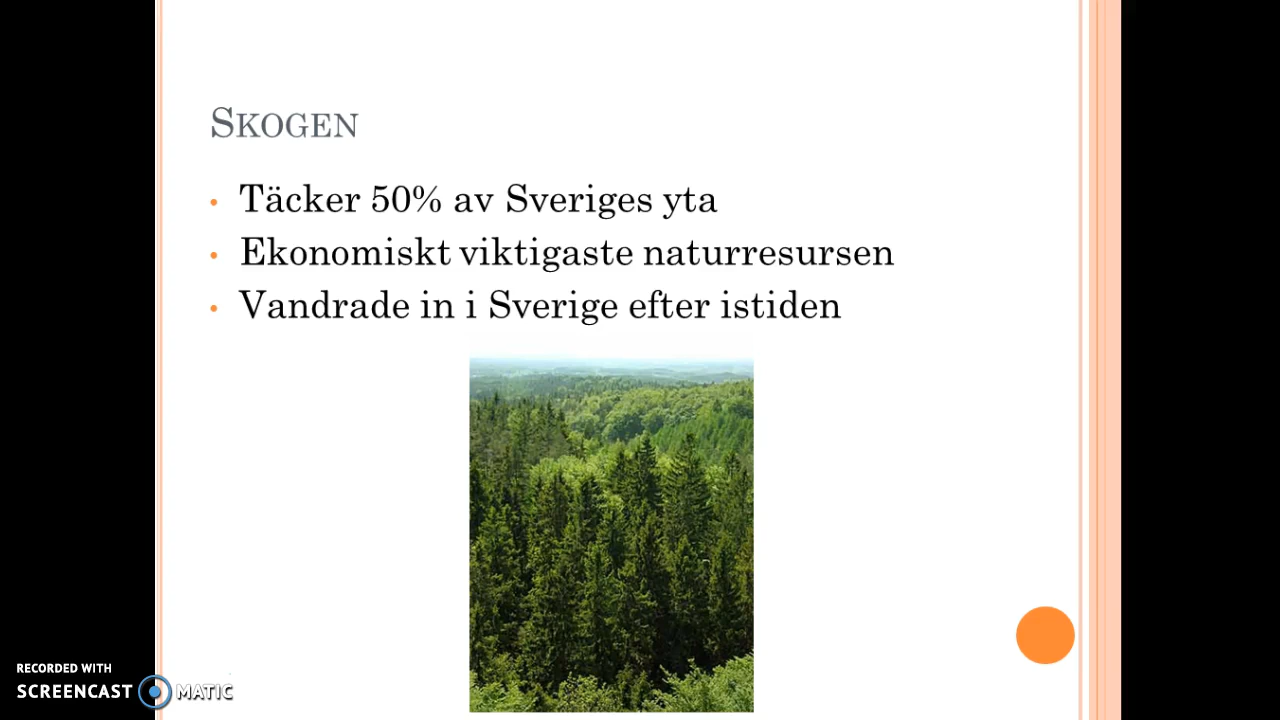 Skogen
• Täcker 50% av Sveriges yta
• Ekonomiskt viktigaste naturresursen
• Vandrade in i Sverige efter istiden
RECORDED WITH
SCREENCAST MATIC